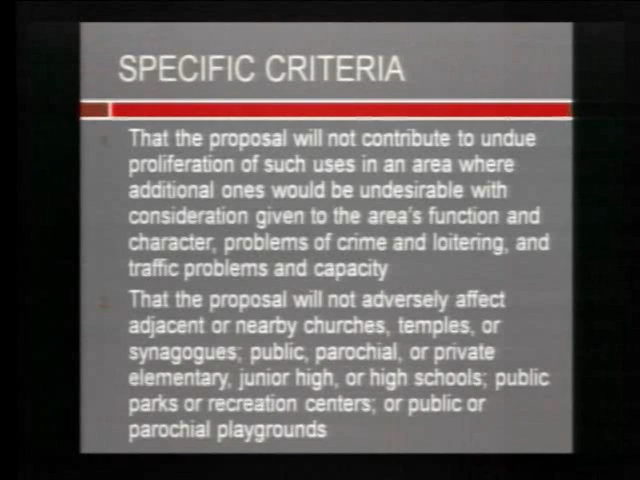 SPECIFIC CRITERIA
That the proposal will not contribute to undue
proliferation of such uses in an area where
additional ones would be undesirable with
consideration given to the area's function and
character, problems of crime and loitering, and
traffic problems and capacity
That the proposal will not adversely affect
adjacent or nearby churches, temples, or
synagogues; public, parochial, or private
elementary, junior high, or high schools; public
parks or recreation centers; or public or
parochial playgrounds